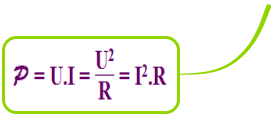 𝒫 = U.I = U²/R = I².R